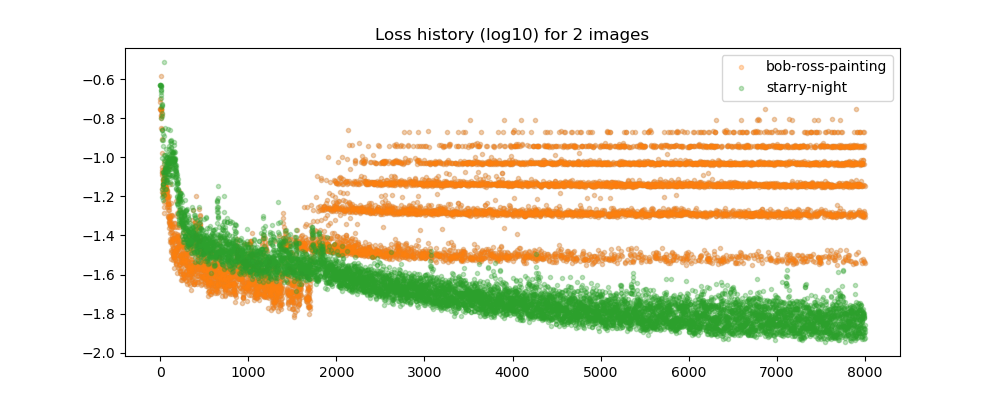 Loss history (log10) for 2 images
bob-ross-painting
starry-night
−0.6
−0.8
−1.0
−1.2
−1.4
−1.6
−1.8
−2.0
0 1000 2000 3000 4000 5000 6000 7000 8000